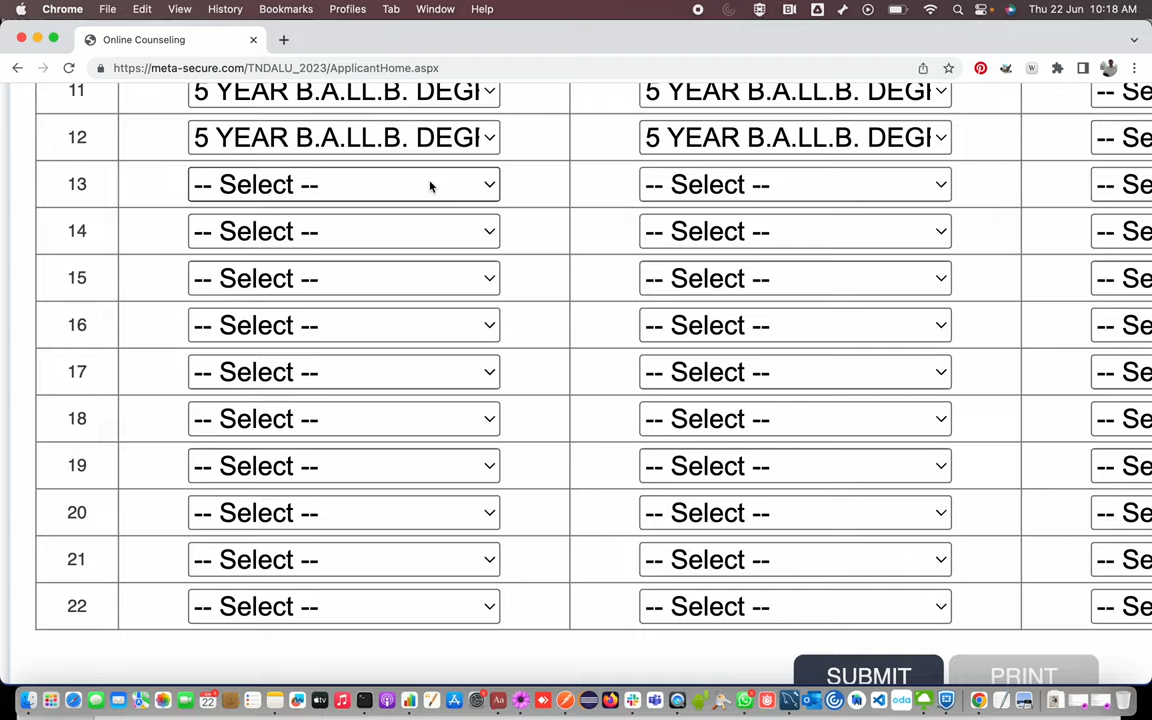 Chrome File Edit View History Bookmarks Profiles Tab Window Help Thu 22 Jun 10:18 AM
Online Counseling
https://meta-secure.com/TNDALU_2023/ApplicantHome.aspx
11 5 YEAR B.A.LL.B. DEGI 5 YEAR B.A.LL.B. DEGI -- Se
12 5 YEAR B.A.LL.B. DEGI 5 YEAR B.A.LL.B. DEGI -- Se
13 -- Select -- -- Select -- -- Se
14 -- Select -- -- Select -- -- Se
15 -- Select -- -- Select -- -- Se
16 -- Select -- -- Select -- -- Se
17 -- Select -- -- Select -- -- Se
18 -- Select -- -- Select -- -- Se
19 -- Select -- -- Select -- -- Se
20 -- Select -- -- Select -- -- Se
21 -- Select -- -- Select -- -- Se
22 -- Select -- -- Select -- -- Se
SUBMIT PRINT
22 oda